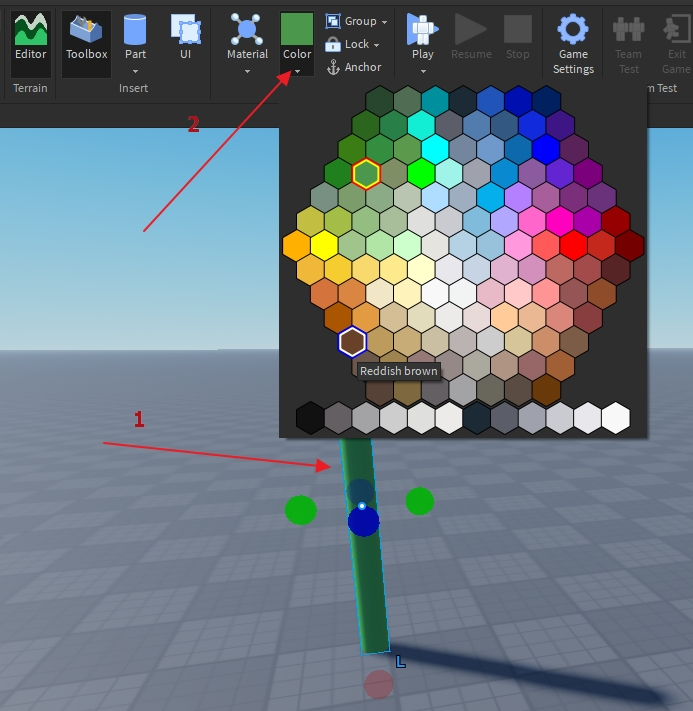 Group
Lock
Anchor
Editor
Toolbox
Part
UI
Material
Color
Play
Resume
Stop
Game
Settings
Team
Test
Exit
Game
Terrain
Insert
m Test
2
Reddish brown
1
L